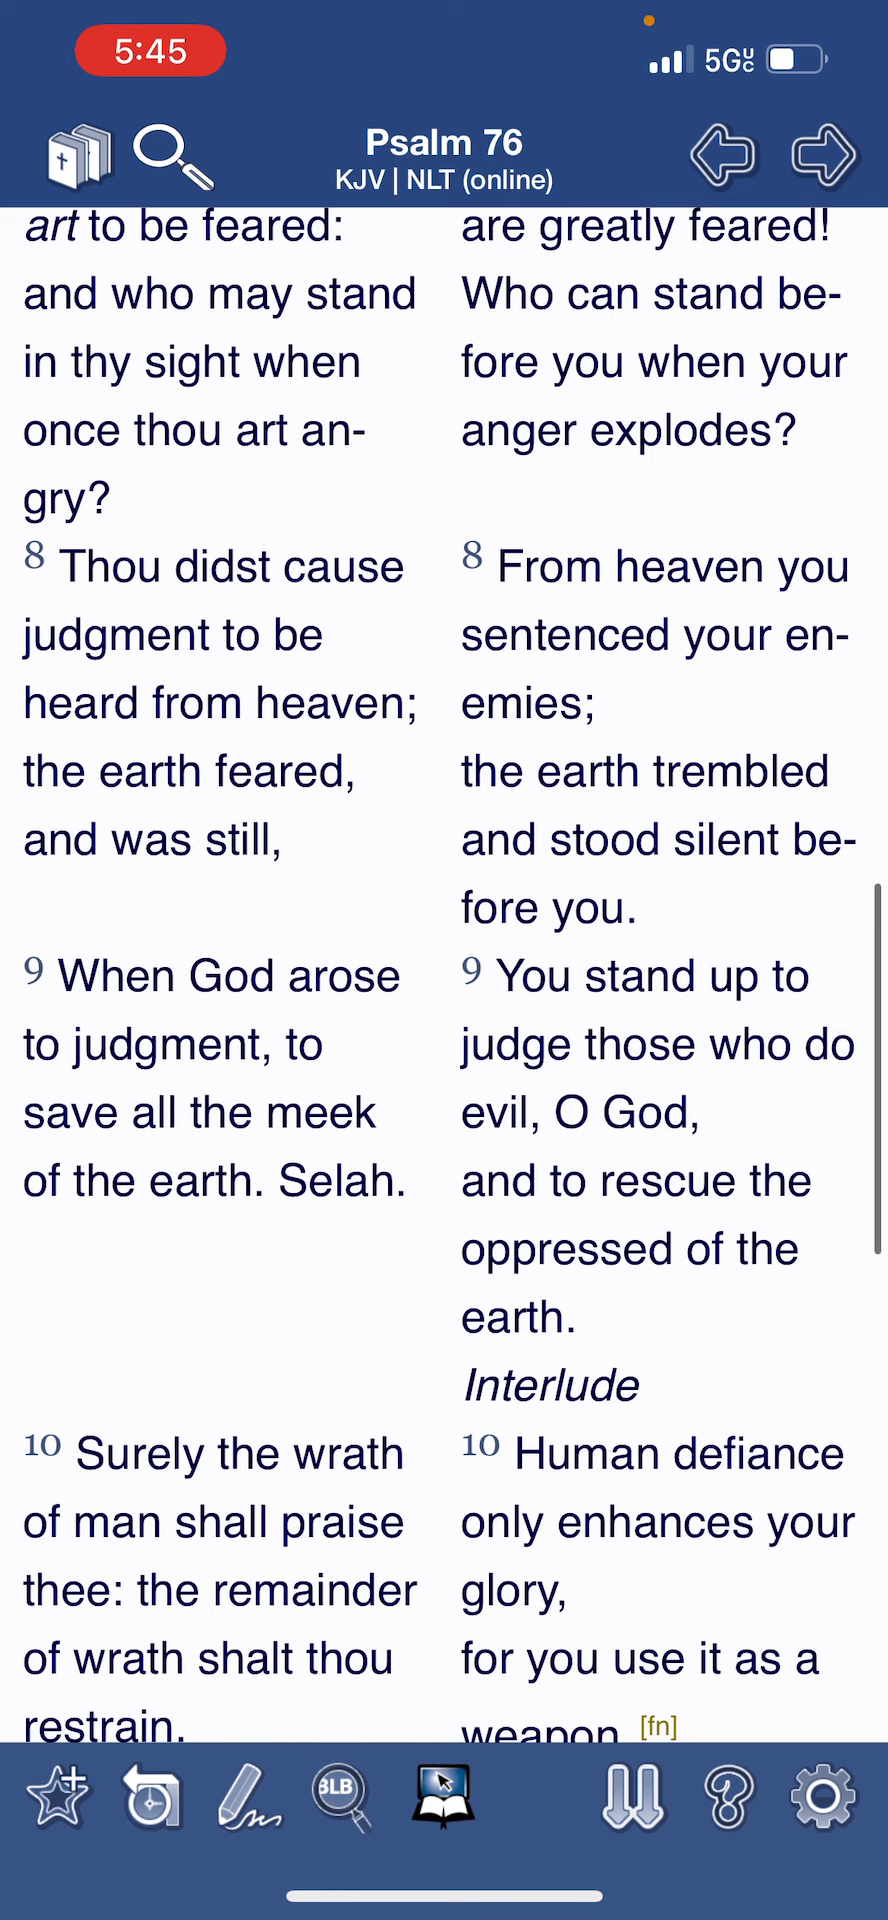 5:45
5G UC
Psalm 76
KJV | NLT (online)
art to be feared:
and who may stand
in thy sight when
once thou art an-
gry?
8 Thou didst cause
judgment to be
heard from heaven;
the earth feared,
and was still,
9 When God arose
to judgment, to
save all the meek
of the earth. Selah.
10 Surely the wrath
of man shall praise
thee: the remainder
of wrath shalt thou
restrain.
are greatly feared!
Who can stand be-
fore you when your
anger explodes?
8 From heaven you
sentenced your en-
emies;
the earth trembled
and stood silent be-
fore you.
9 You stand up to
judge those who do
evil, O God,
and to rescue the
oppressed of the
earth.
Interlude
10 Human defiance
only enhances your
glory,
for you use it as a
weapon. [fn]
BLB